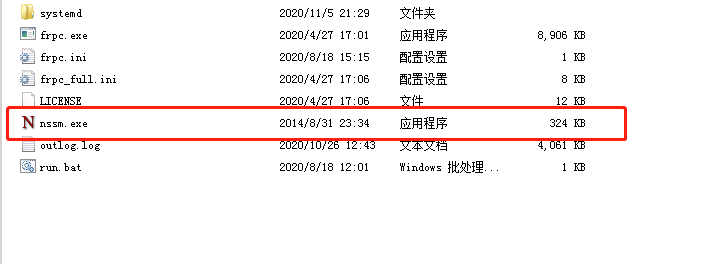 systemd 2020/11/5 21:29 文件夹
frpc.exe 2020/4/27 17:01 应用程序 8,906 KB
frpc.ini 2020/8/18 15:15 配置设置 1 KB
frpc_full.ini 2020/4/27 17:06 配置设置 8 KB
LICENSE 2020/4/27 17:06 文件 12 KB
nssm.exe 2014/8/31 23:34 应用程序 324 KB
outlog.log 2020/10/26 12:43 文本文档 4,061 KB
run.bat 2020/8/18 12:01 Windows 批处理... 1 KB